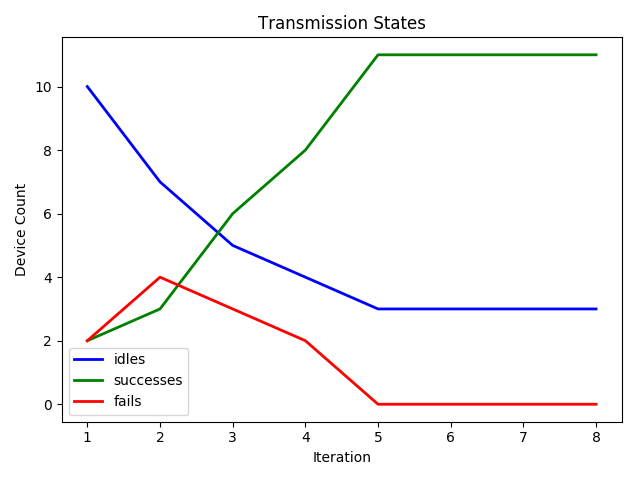 Transmission States
Device Count
10
8
6
4
2
0
idles
successes
fails
1 2 3 4 5 6 7 8
Iteration